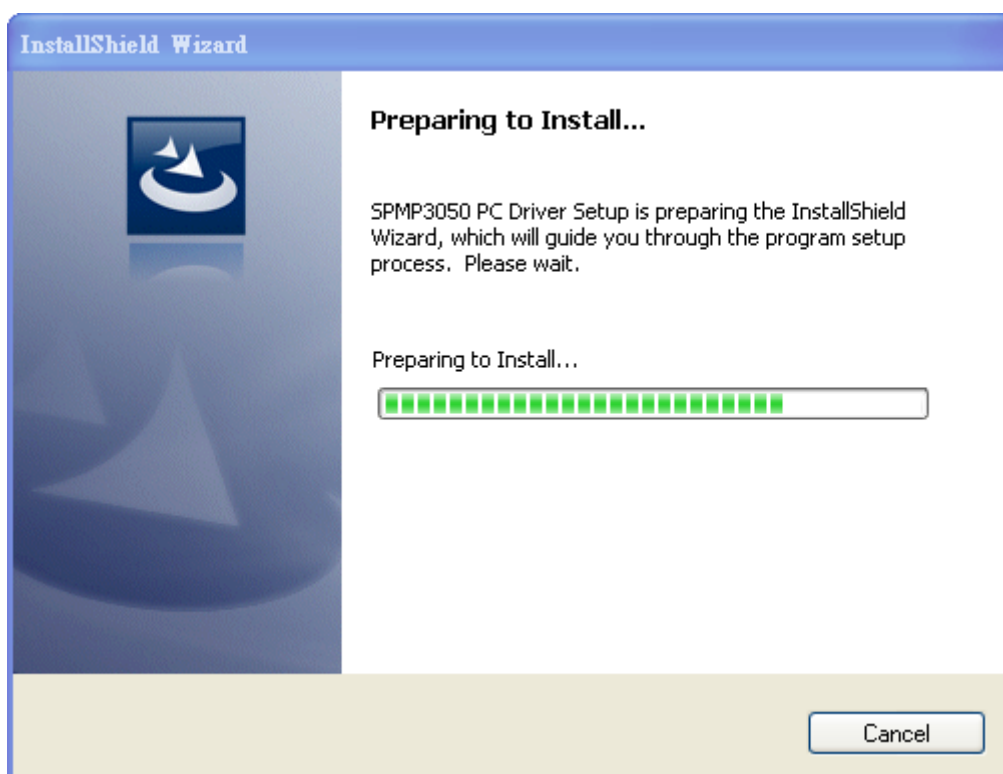 InstallShield Wizard
Preparing to Install...
SPMP3050 PC Driver Setup is preparing the InstallShield
Wizard, which will guide you through the program setup
process.  Please wait.
Preparing to Install...
Cancel